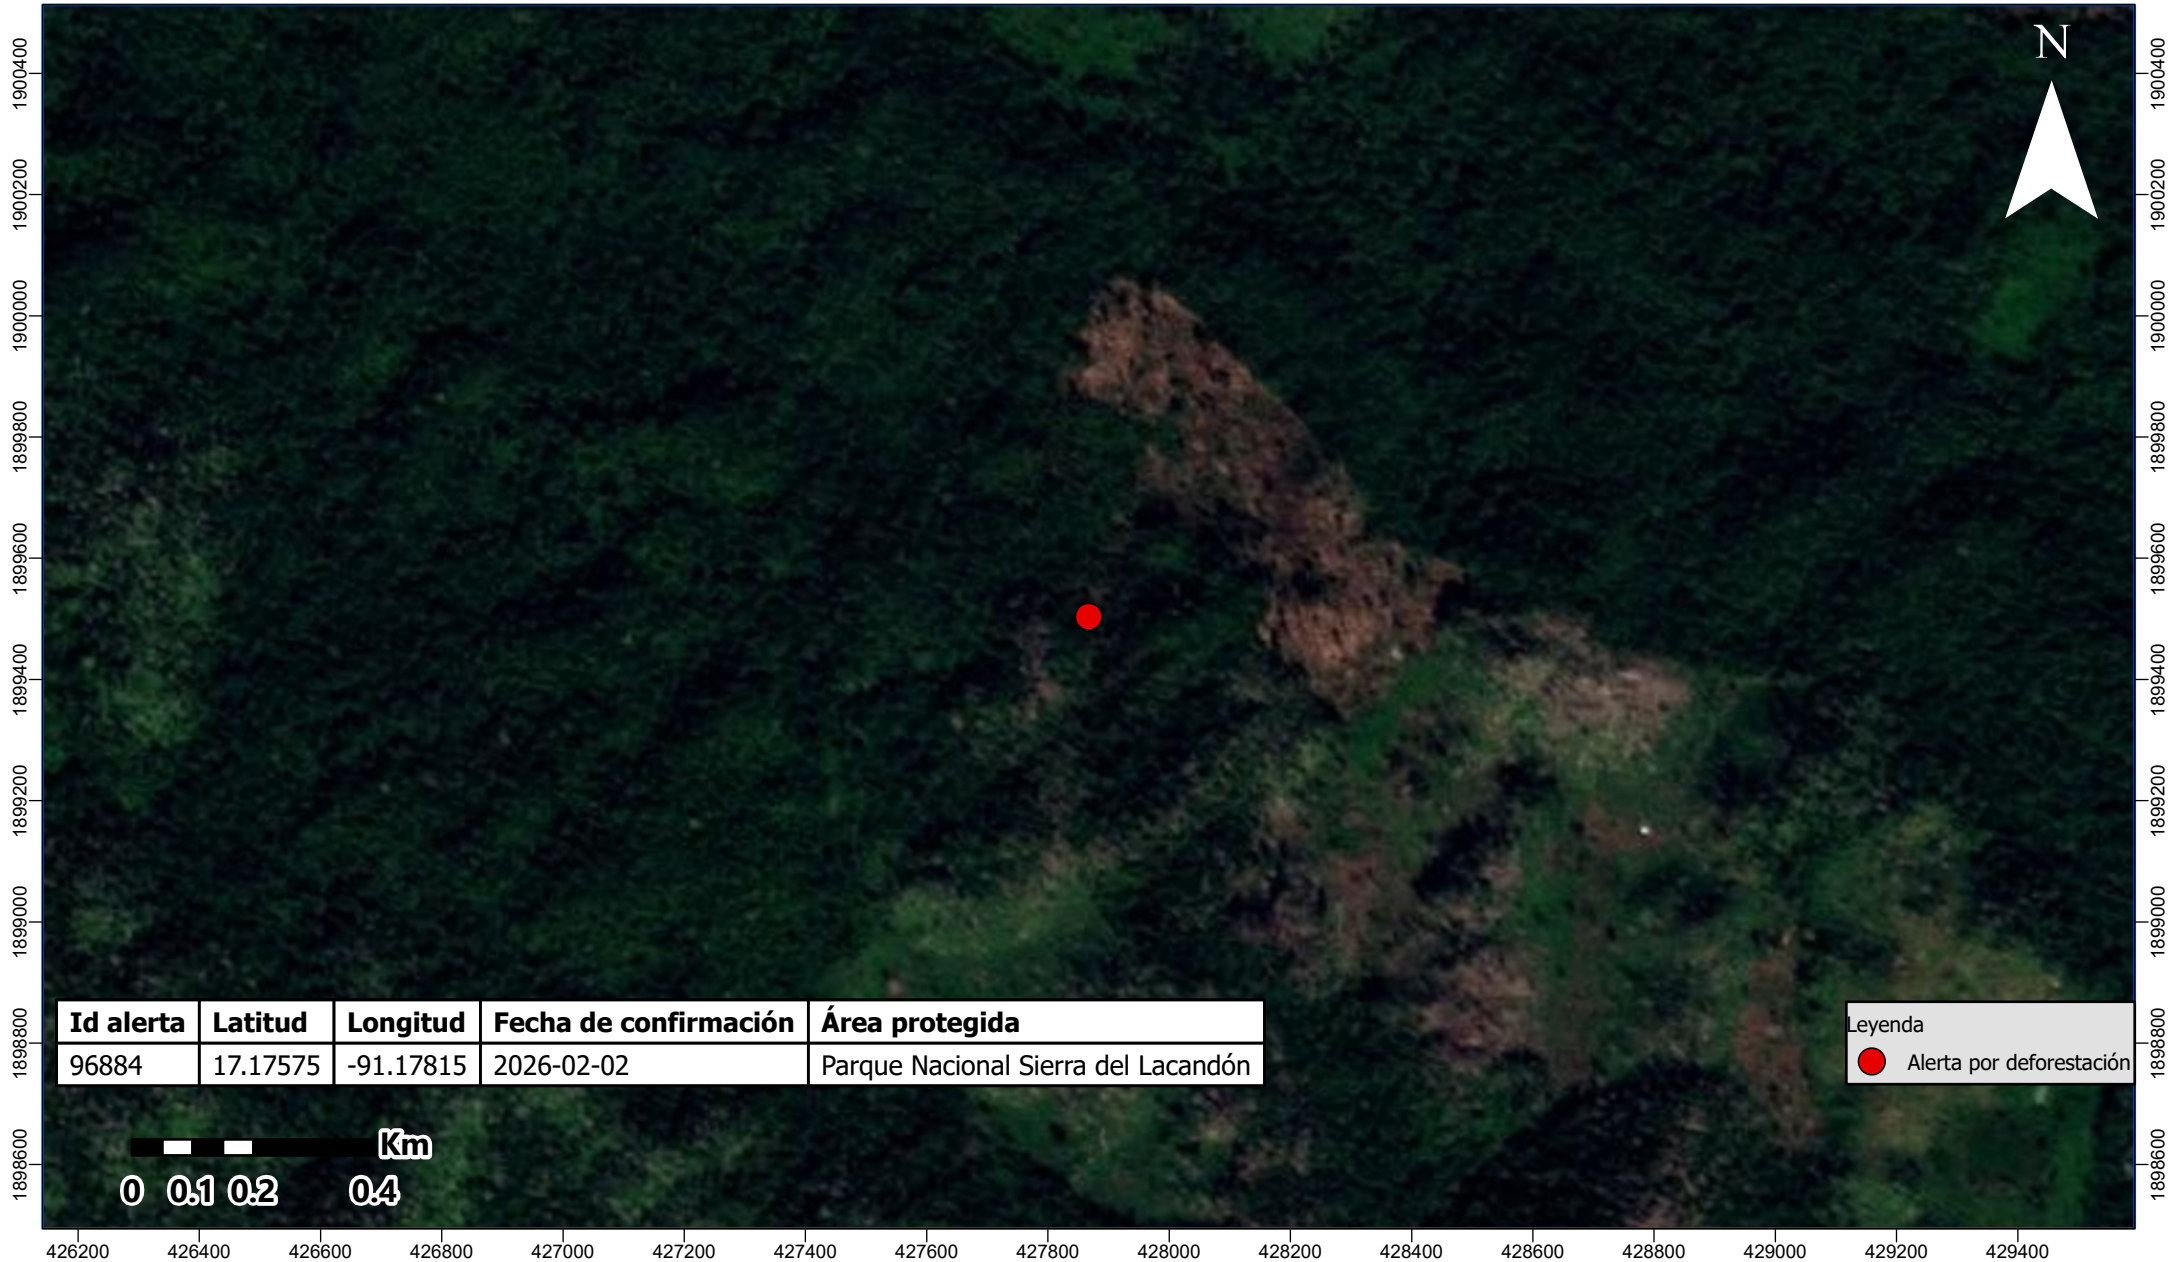 N
1900400
1900200
1900000
1899800
1899600
1899400
1899200
1899000
1898800
1898600
1900400
1900200
1900000
1899800
1899600
1899400
1899200
1899000
1898800
1898600
Id alerta Latitud Longitud Fecha de confirmación Área protegida
96884 17.17575 -91.17815 2026-02-02 Parque Nacional Sierra del Lacandón
Leyenda
Alerta por deforestación
Km
0 0.1 0.2 0.4
426200 426400 426600 426800 427000 427200 427400 427600 427800 428000 428200 428400 428600 428800 429000 429200 429400